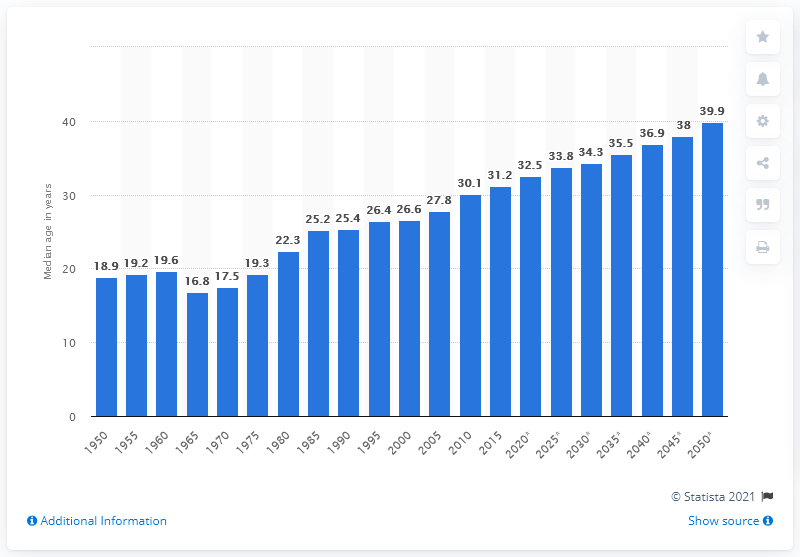 Median age in years
40
30
20
10
0
18.9 19.2 19.6 16.8 17.5 19.3 22.3 25.2 25.4 26.4 26.6 27.8 30.1 31.2 32.5 33.8 34.3 35.5 36.9 38 39.9
1950 1955 1960 1965 1970 1975 1980 1985 1990 1995 2000 2005 2010 2015 2020* 2025* 2030* 2035* 2040* 2045* 2050*
© Statista 2021
Additional Information
Show source